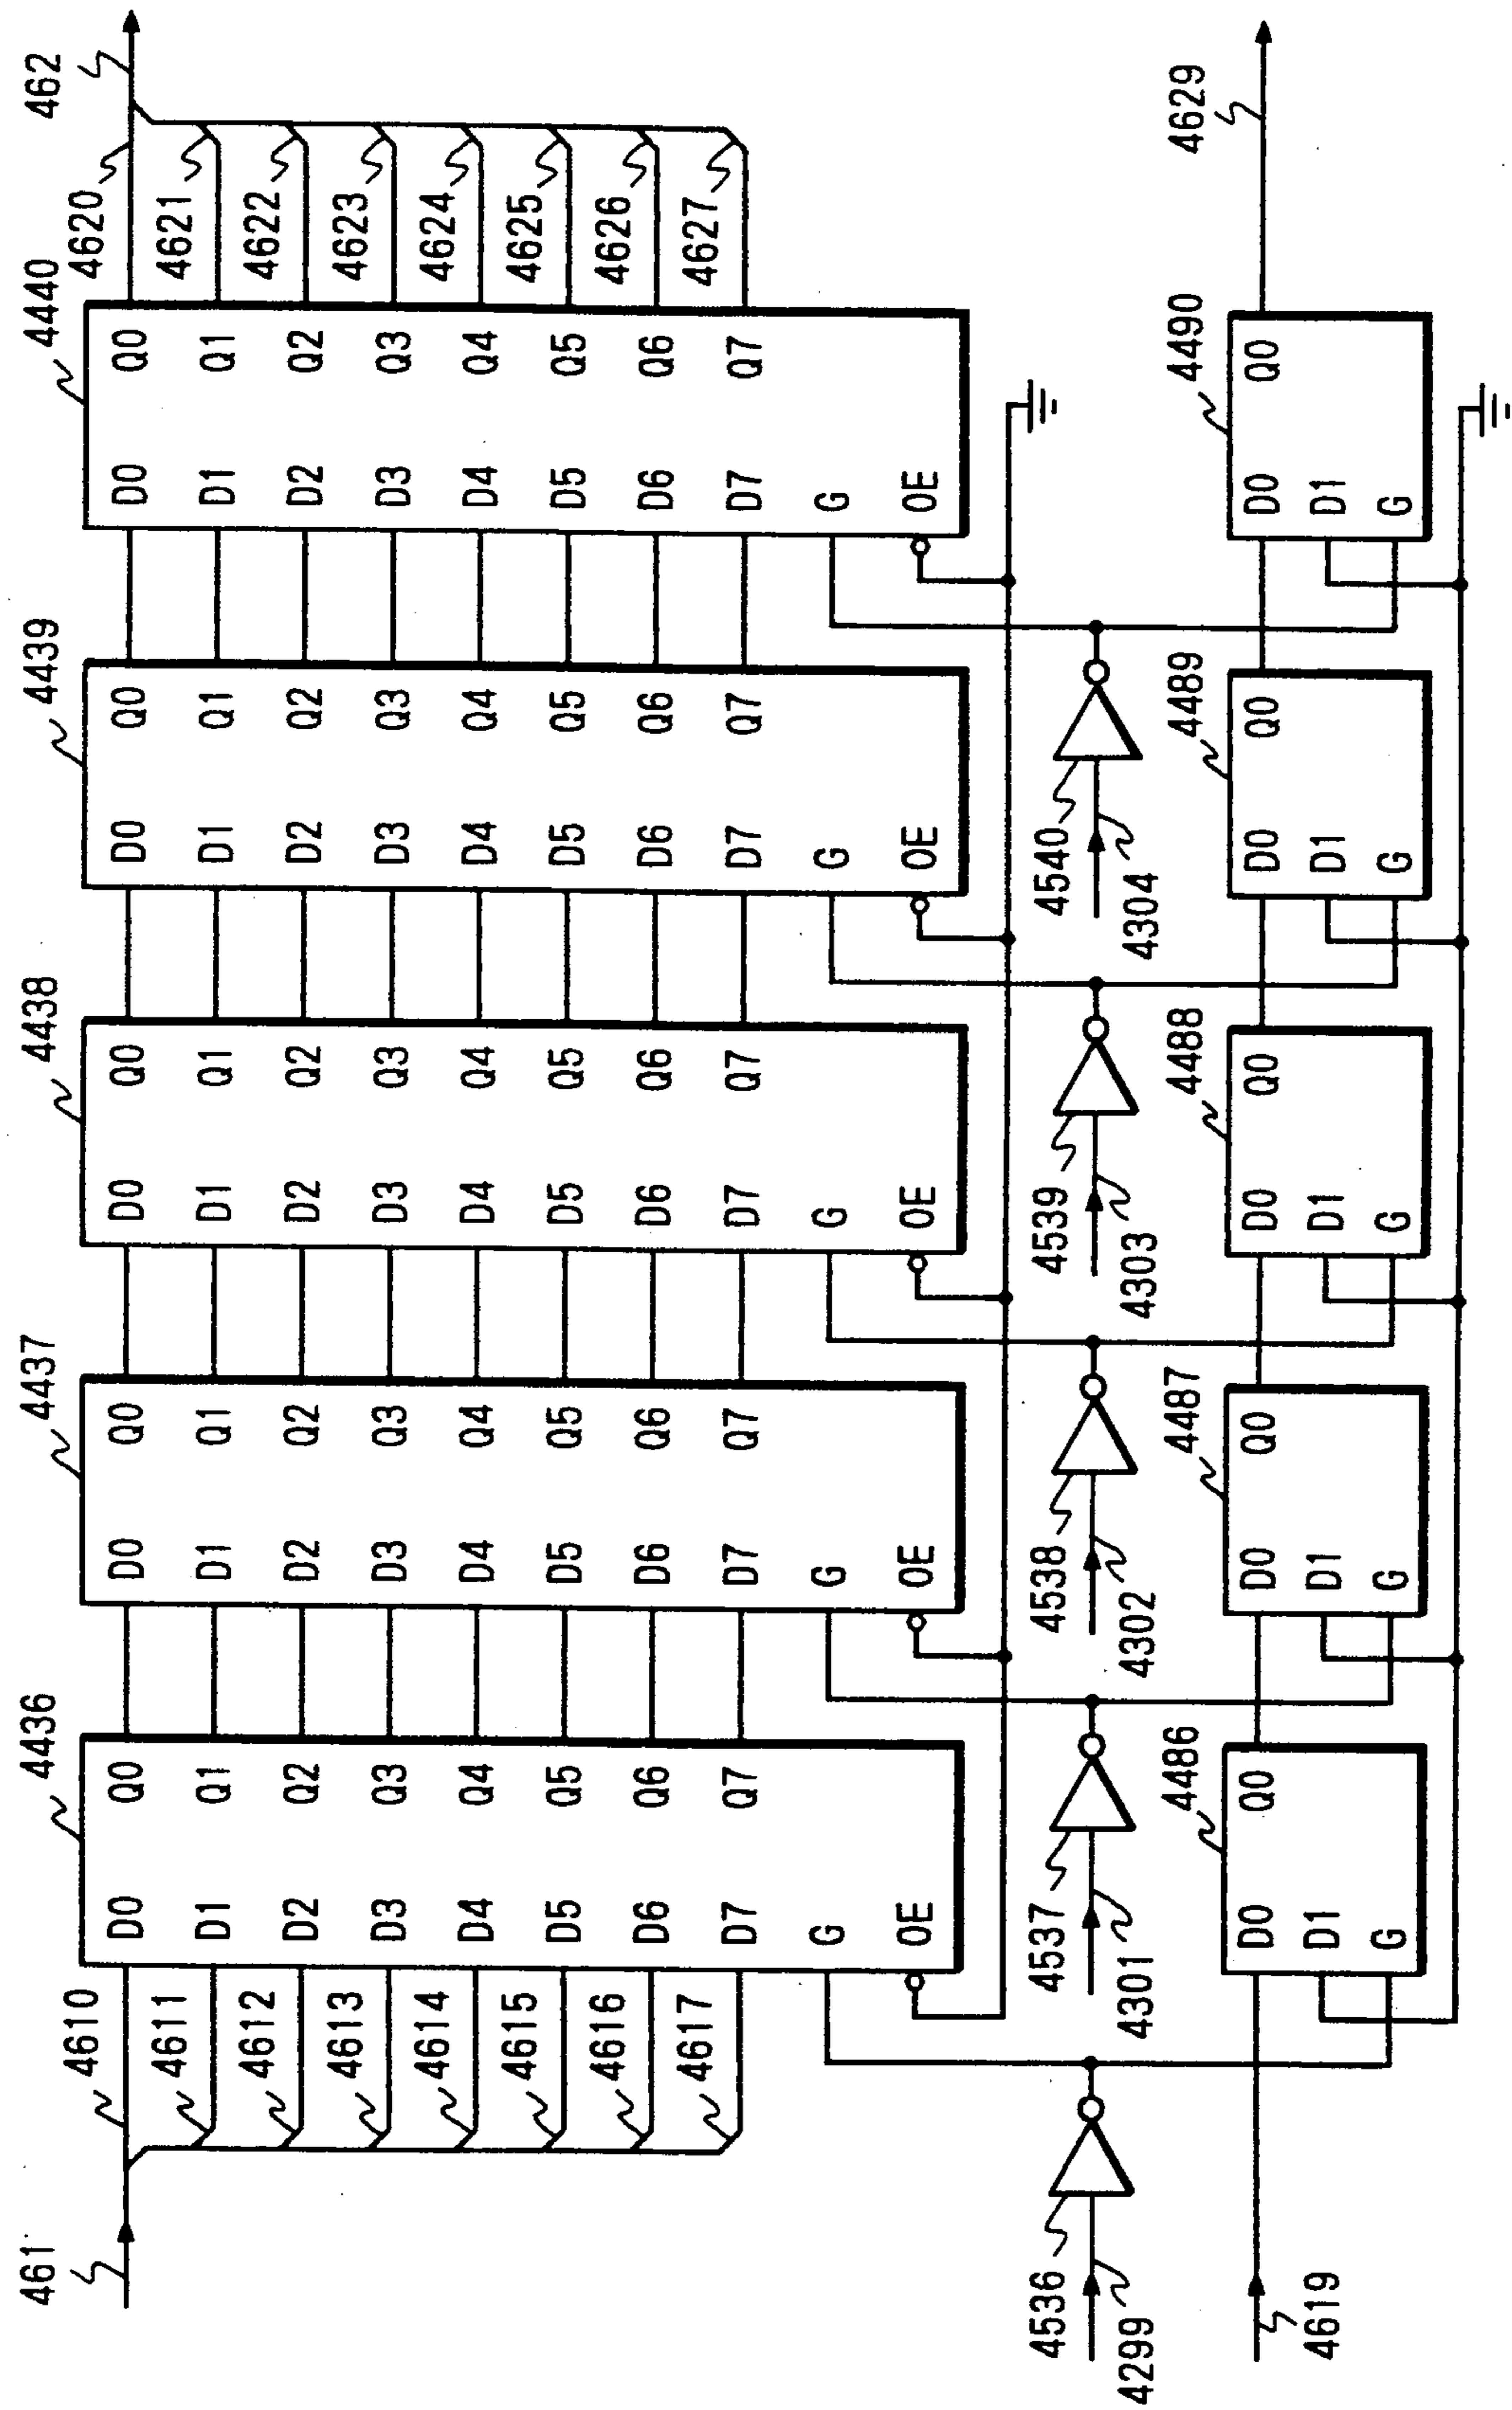 461 4436 4437 4438 4439 4440 462
4610 4620
D0 Q0 D0 Q0 D0 Q0 D0 Q0 D0 Q0
4611 4621
D1 Q1 D1 Q1 D1 Q1 D1 Q1 D1 Q1
4612 4622
D2 Q2 D2 Q2 D2 Q2 D2 Q2 D2 Q2
4613 4623
D3 Q3 D3 Q3 D3 Q3 D3 Q3 D3 Q3
4614 4624
D4 Q4 D4 Q4 D4 Q4 D4 Q4 D4 Q4
4615 4625
D5 Q5 D5 Q5 D5 Q5 D5 Q5 D5 Q5
4616 4626
D6 Q6 D6 Q6 D6 Q6 D6 Q6 D6 Q6
4617 4627
D7 Q7 D7 Q7 D7 Q7 D7 Q7 D7 Q7
G G G G G
OE OE OE OE OE
4536 4537 4538 4539 4540
4299 4301 4302 4303 4304
4486 4487 4488 4489 4490 4629
D0 Q0 D0 Q0 D0 Q0 D0 Q0 D0 Q0
4619 D1 D1 D1 D1 D1
G G G G G